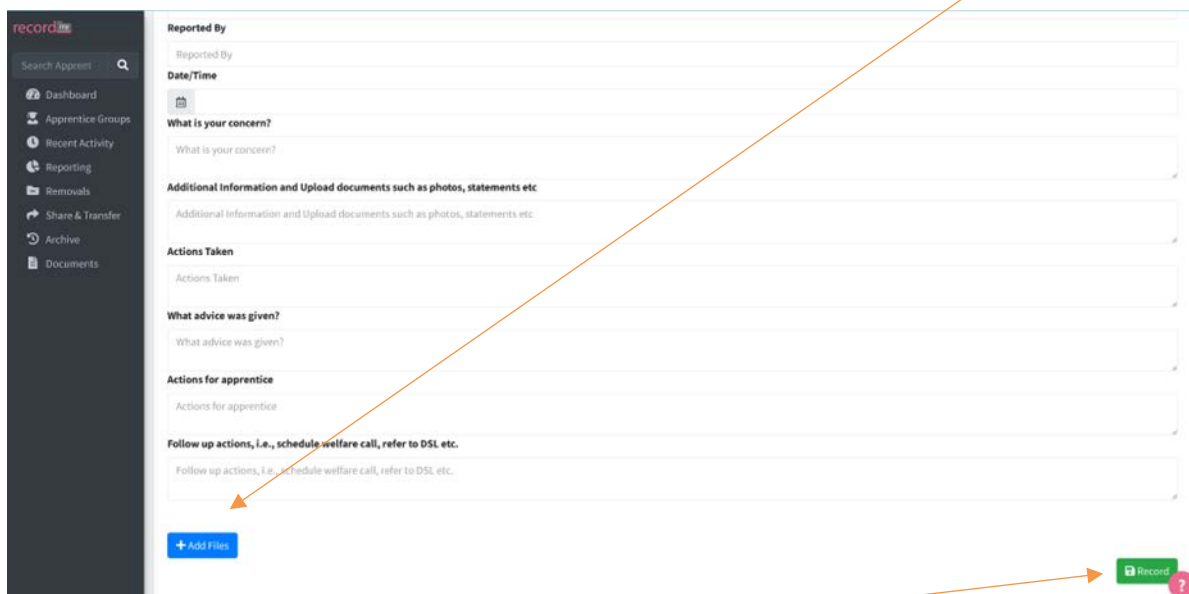 record my
Search Apprent
Dashboard
Apprentice Groups
Recent Activity
Reporting
Removals
Share & Transfer
Archive
Documents
Reported By
Reported By
Date/Time
What is your concern?
What is your concern?
Additional Information and Upload documents such as photos, statements etc
Additional Information and Upload documents such as photos, statements etc
Actions Taken
Actions Taken
What advice was given?
What advice was given?
Actions for apprentice
Actions for apprentice
Follow up actions, i.e., schedule welfare call, refer to DSL etc.
Follow up actions, i.e., schedule welfare call, refer to DSL etc.
+ Add Files
Record
?